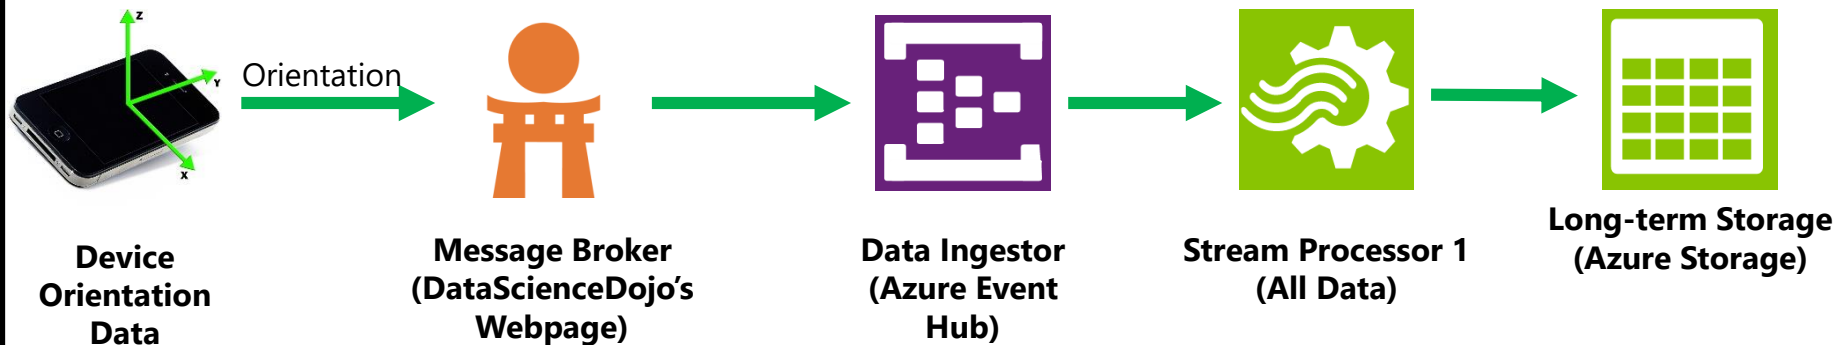 Z
Y
X
Orientation
Device
Orientation
Data
Message Broker
(DataScienceDojo’s
Webpage)
Data Ingestor
(Azure Event
Hub)
Stream Processor 1
(All Data)
Long-term Storage
(Azure Storage)